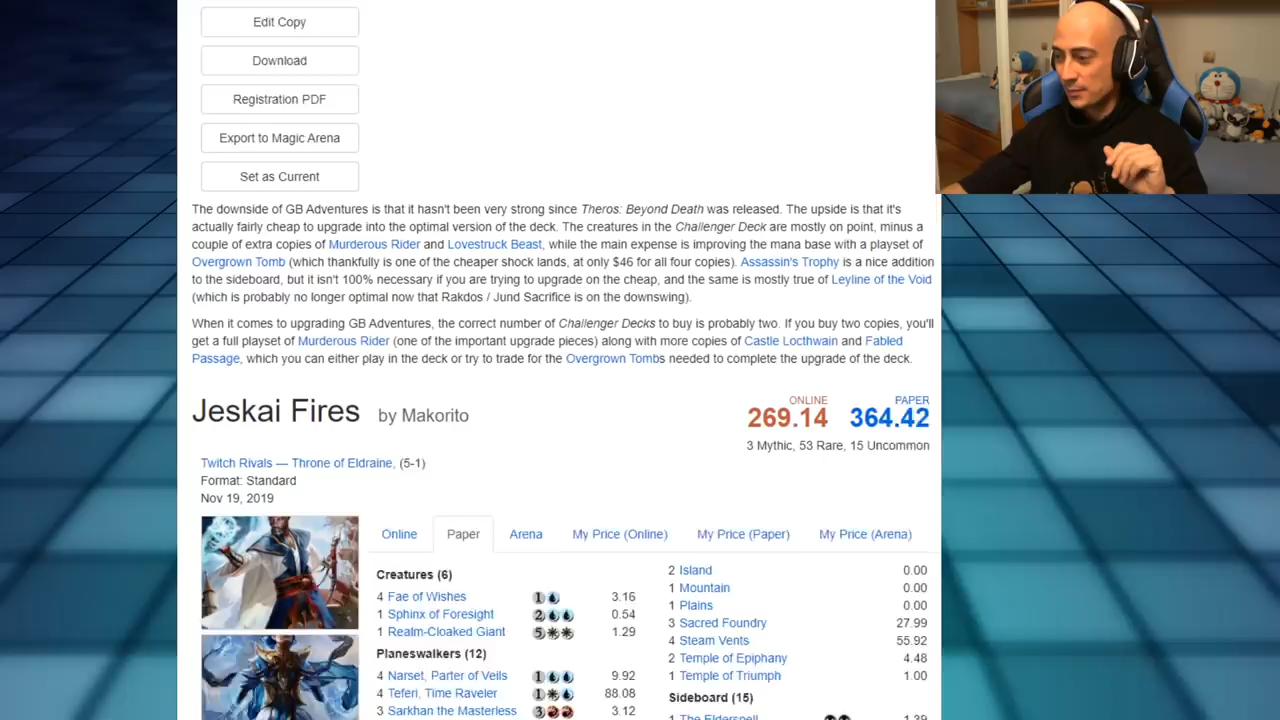 Edit Copy
Download
Registration PDF
Export to Magic Arena
Set as Current
The downside of GB Adventures is that it hasn't been very strong since Theros: Beyond Death was released. The upside is that it's
actually fairly cheap to upgrade into the optimal version of the deck. The creatures in the Challenger Deck are mostly on point, minus a
couple of extra copies of Murderous Rider and Lovestruck Beast, while the main expense is improving the mana base with a playset of
Overgrown Tomb (which thankfully is one of the cheaper shock lands, at only $46 for all four copies). Assassin's Trophy is a nice addition
to the sideboard, but it isn't 100% necessary if you are trying to upgrade on the cheap, and the same is mostly true of Leyline of the Void
(which is probably no longer optimal now that Rakdos / Jund Sacrifice is on the downswing).
When it comes to upgrading GB Adventures, the correct number of Challenger Decks to buy is probably two. If you buy two copies, you'll
get a full playset of Murderous Rider (one of the important upgrade pieces) along with more copies of Castle Locthwain and Fabled
Passage, which you can either play in the deck or try to trade for the Overgrown Tombs needed to complete the upgrade of the deck.
Jeskai Fires by Makorito
ONLINE PAPER
269.14 364.42
3 Mythic, 53 Rare, 15 Uncommon
Twitch Rivals — Throne of Eldraine, (5-1)
Format: Standard
Nov 19, 2019
Online Paper Arena My Price (Online) My Price (Paper) My Price (Arena)
Creatures (6)
4 Fae of Wishes 1 3.16
1 Sphinx of Foresight 2 0.54
1 Realm-Cloaked Giant 5 1.29
Planeswalkers (12)
4 Narset, Parter of Veils 1 9.92
4 Teferi, Time Raveler 1 88.08
3 Sarkhan the Masterless 3 3.12
2 Island 0.00
1 Mountain 0.00
1 Plains 0.00
3 Sacred Foundry 27.99
4 Steam Vents 55.92
2 Temple of Epiphany 4.48
1 Temple of Triumph 1.00
Sideboard (15)
1 The Elderspell 1.39